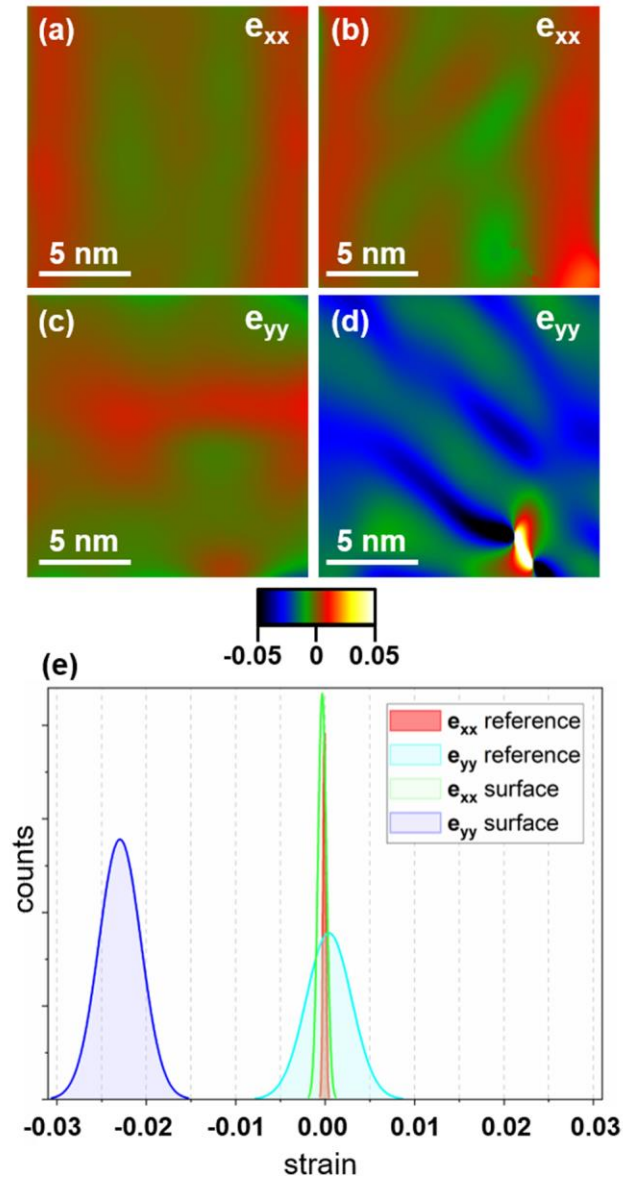 (a) exx (b) exx
5 nm 5 nm
(c) eyy (d) eyy
5 nm 5 nm
-0.05 0 0.05
(e)
exx reference
eyy reference
exx surface
eyy surface
counts
-0.03 -0.02 -0.01 0.00 0.01 0.02 0.03
strain